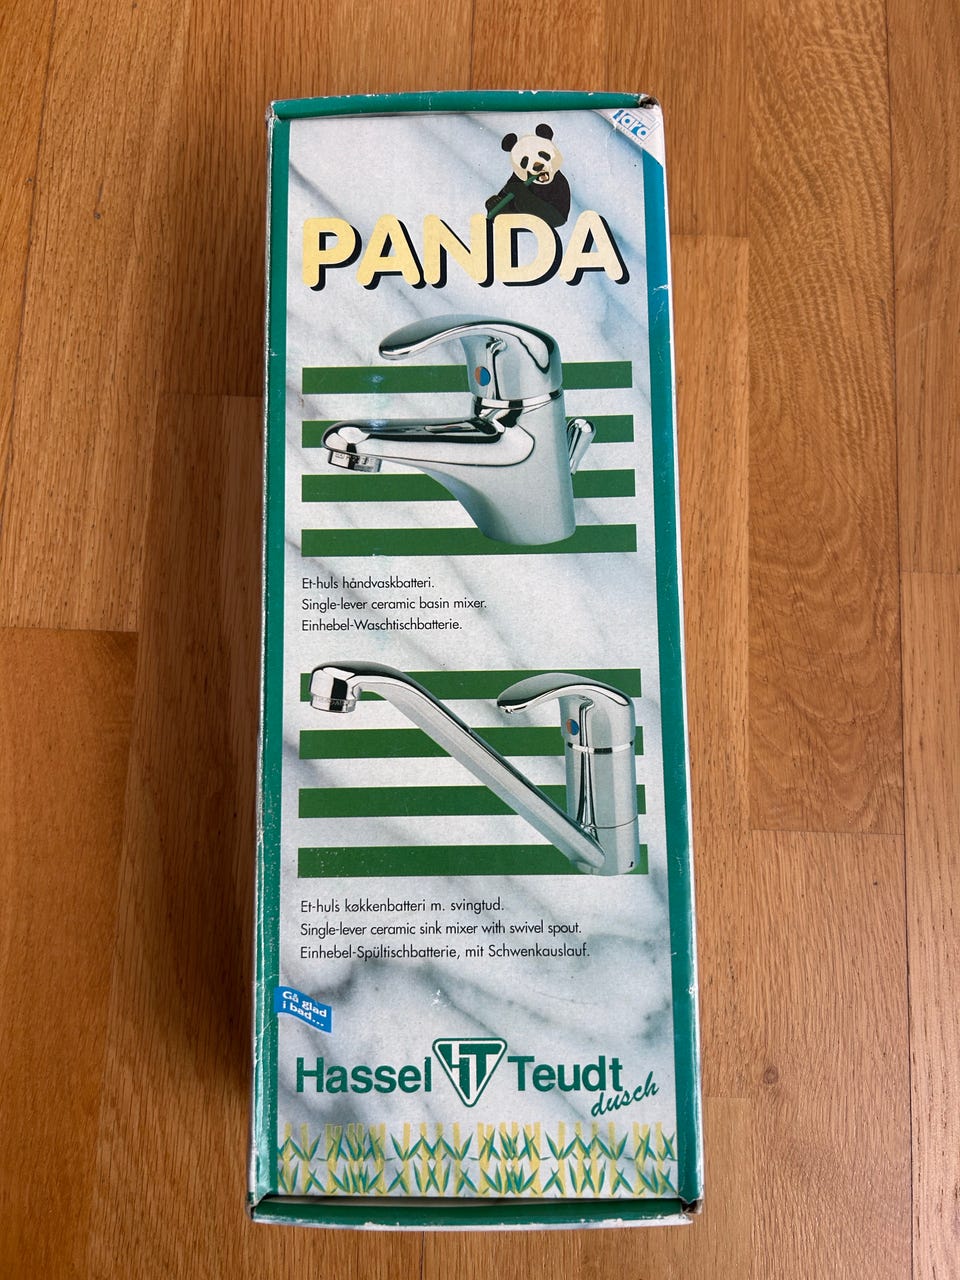 PANDA
Et-huls håndvaskbatteri.
Single-lever ceramic basin mixer.
Einhebel-Waschtischbatterie.
Et-huls køkkenbatteri m. svingtud.
Single-lever ceramic sink mixer with swivel spout.
Einhebel-Spültischbatterie, mit Schwenkauslauf.
Gå glad
i bad...
Hassel HT Teudt
dusch